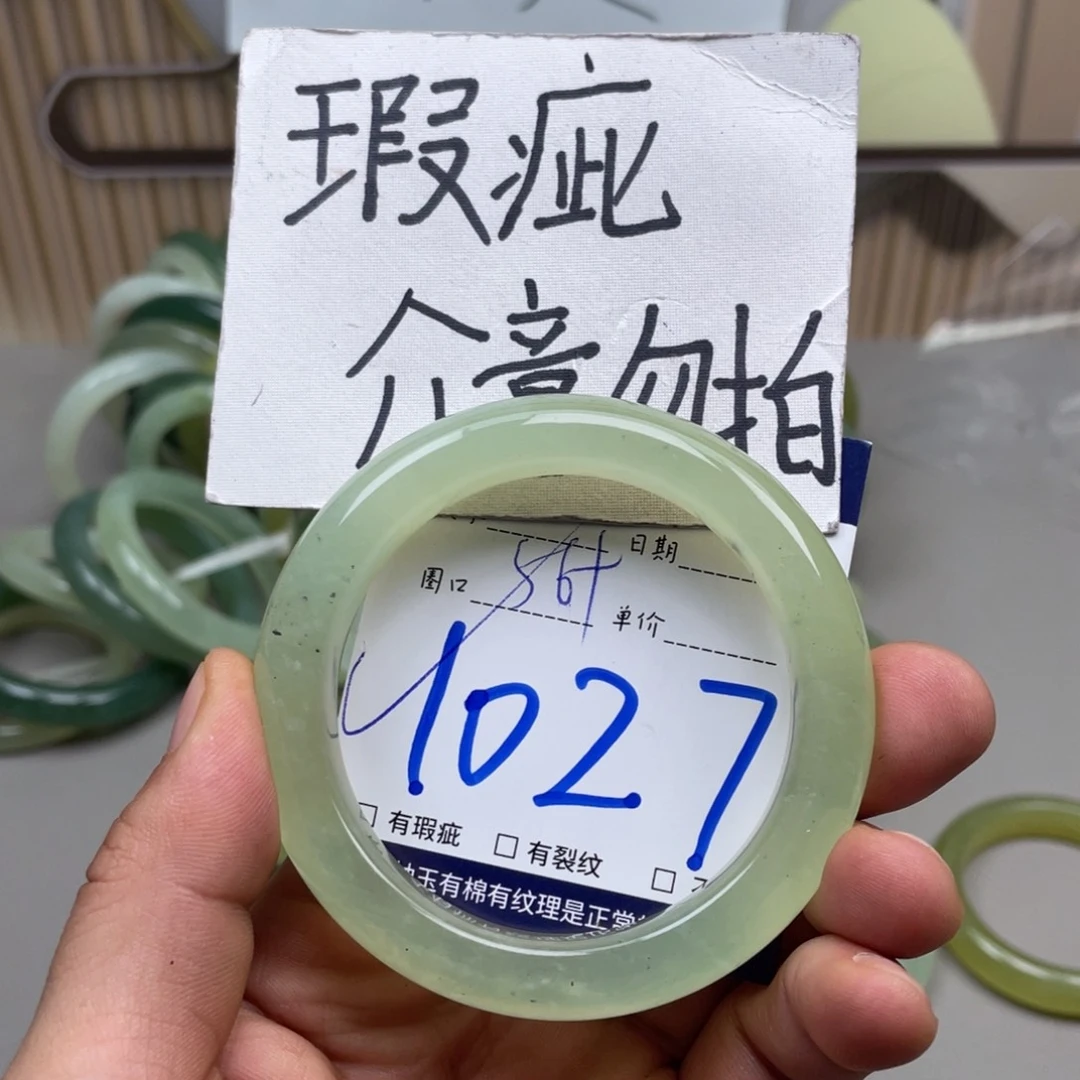 瑕疵
介意勿拍
日期
圈口 56+ 单价
1027
□ 有瑕疵 □ 有裂纹 □
玉有棉有纹理是正常